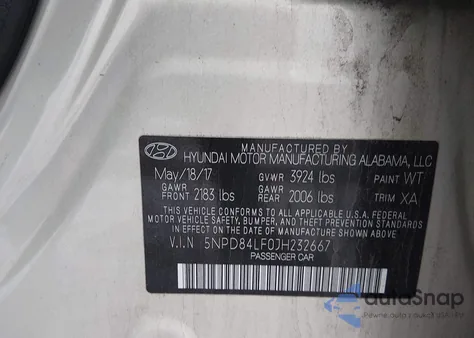 MANUFACTURED BY
HYUNDAI MOTOR MANUFACTURING ALABAMA, LLC
May/18/17 GVWR 3924 lbs PAINT WT
GAWR FRONT 2183 lbs GAWR REAR 2006 lbs TRIM XA
THIS VEHICLE CONFORMS TO ALL APPLICABLE FEDERAL
MOTOR VEHICLE SAFETY, BUMPER, AND THEFT PREVENTION STANDARDS
IN EFFECT ON THE DATE OF MANUFACTURE SHOWN ABOVE.
V.I.N 5NPD84LF0JH232667
PASSENGER CAR
autoSnap